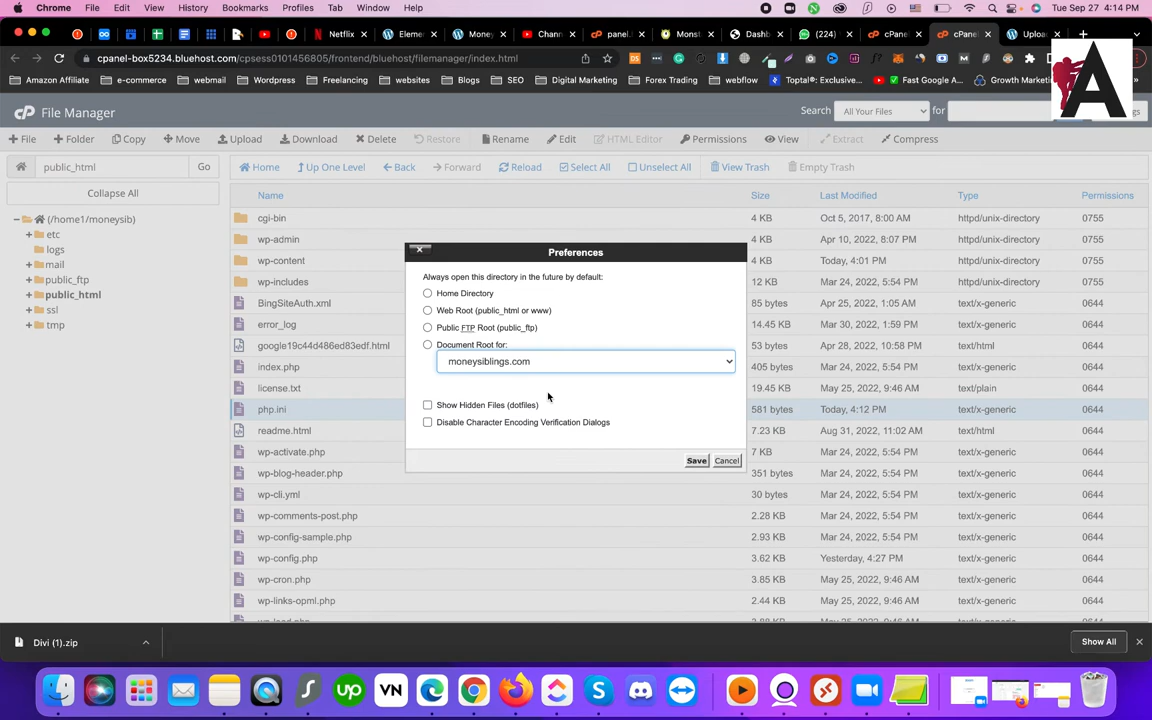 Chrome File Edit View History Bookmarks Profiles Tab Window Help Tue Sep 27 4:14 PM
Netflix Elemen Money Chann panel. Monst Dashb (224) cPane cPane Uploa
cpanel-box5234.bluehost.com/cpsess0101456805/frontend/bluehost/filemanager/index.html
Amazon Affiliate e-commerce webmail Wordpress Freelancing websites Blogs SEO Digital Marketing Forex Trading webflow Toptal®: Exclusive... Fast Google A... Growth Market
cP File Manager Search All Your Files for
File Folder Copy Move Upload Download Delete Restore Rename Edit HTML Editor Permissions View Extract Compress
public_html Go Home Up One Level Back Forward Reload Select All Unselect All View Trash Empty Trash
Collapse All
Name Size Last Modified Type Permissions
(/home1/moneysib)
etc
logs
mail
public_ftp
public_html
ssl
tmp
cgi-bin 4 KB Oct 5, 2017, 8:00 AM httpd/unix-directory 0755
wp-admin 4 KB Apr 10, 2022, 8:07 PM httpd/unix-directory 0755
wp-content 4 KB Today, 4:01 PM httpd/unix-directory 0755
wp-includes 12 KB Mar 24, 2022, 5:54 PM httpd/unix-directory 0755
BingSiteAuth.xml 85 bytes Apr 25, 2022, 1:05 AM text/x-generic 0644
error_log 14.45 KB Mar 30, 2022, 1:59 PM text/x-generic 0644
google19c44d486ed83edf.html 53 bytes Apr 28, 2022, 10:58 PM text/html 0644
index.php 405 bytes Mar 24, 2022, 5:54 PM text/x-generic 0644
license.txt 19.45 KB May 25, 2022, 9:46 AM text/plain 0644
php.ini 581 bytes Today, 4:12 PM text/x-generic 0644
readme.html 7.23 KB Aug 31, 2022, 11:02 AM text/html 0644
wp-activate.php 7 KB Mar 24, 2022, 5:54 PM text/x-generic 0644
wp-blog-header.php 351 bytes Mar 24, 2022, 5:54 PM text/x-generic 0644
wp-cli.yml 30 bytes Mar 24, 2022, 5:54 PM text/x-generic 0644
wp-comments-post.php 2.28 KB Mar 24, 2022, 5:54 PM text/x-generic 0644
wp-config-sample.php 2.93 KB Mar 24, 2022, 5:54 PM text/x-generic 0644
wp-config.php 3.62 KB Yesterday, 4:27 PM text/x-generic 0644
wp-cron.php 3.85 KB May 25, 2022, 9:46 AM text/x-generic 0644
wp-links-opml.php 2.44 KB Mar 24, 2022, 5:54 PM text/x-generic 0644
Preferences
Always open this directory in the future by default:
Home Directory
Web Root (public_html or www)
Public FTP Root (public_ftp)
Document Root for:
moneysiblings.com
Show Hidden Files (dotfiles)
Disable Character Encoding Verification Dialogs
Save Cancel
Divi (1).zip Show All
A
up VN